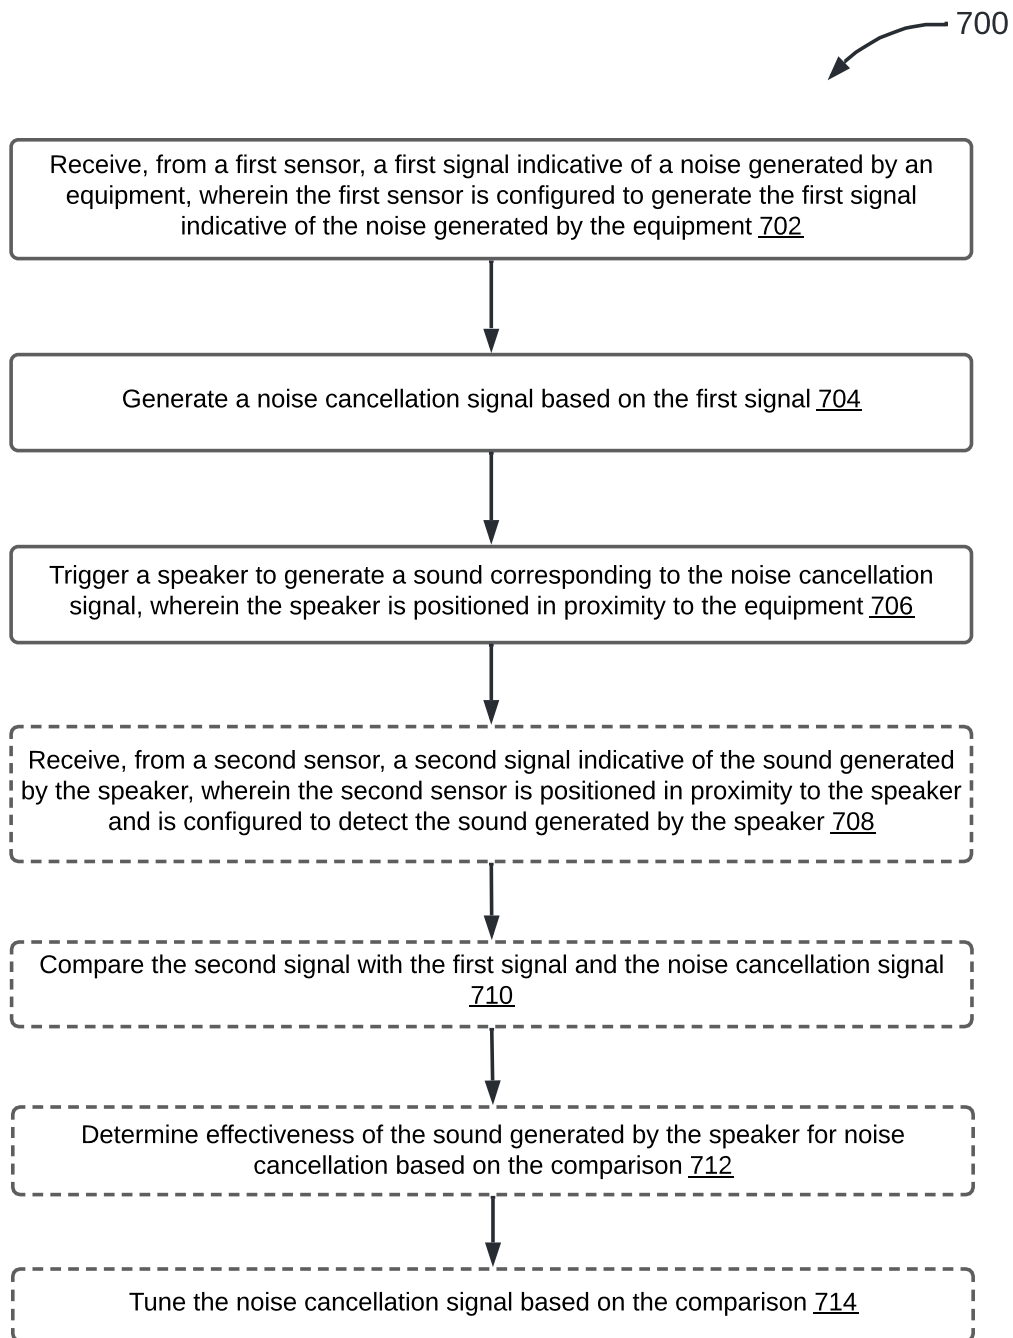 700
Receive, from a first sensor, a first signal indicative of a noise generated by an
equipment, wherein the first sensor is configured to generate the first signal
indicative of the noise generated by the equipment 702
Generate a noise cancellation signal based on the first signal 704
Trigger a speaker to generate a sound corresponding to the noise cancellation
signal, wherein the speaker is positioned in proximity to the equipment 706
Receive, from a second sensor, a second signal indicative of the sound generated
by the speaker, wherein the second sensor is positioned in proximity to the speaker
and is configured to detect the sound generated by the speaker 708
Compare the second signal with the first signal and the noise cancellation signal
710
Determine effectiveness of the sound generated by the speaker for noise
cancellation based on the comparison 712
Tune the noise cancellation signal based on the comparison 714